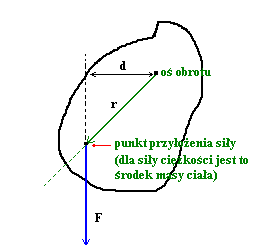 d
oś obrotu
r
punkt przyłożenia siły
(dla siły ciężkości jest to
środek masy ciała)
F